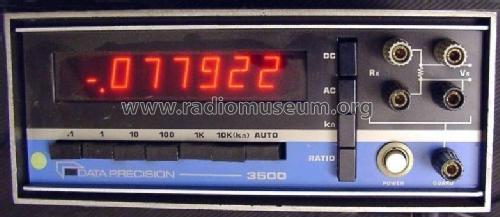 DC
-.077922
Rx
Vx
AC
www.radiomuseum.org
kΩ
.1 1 10 100 1K 10K(kΩ) AUTO
RATIO
DATA PRECISION 3500
POWER
GUARD